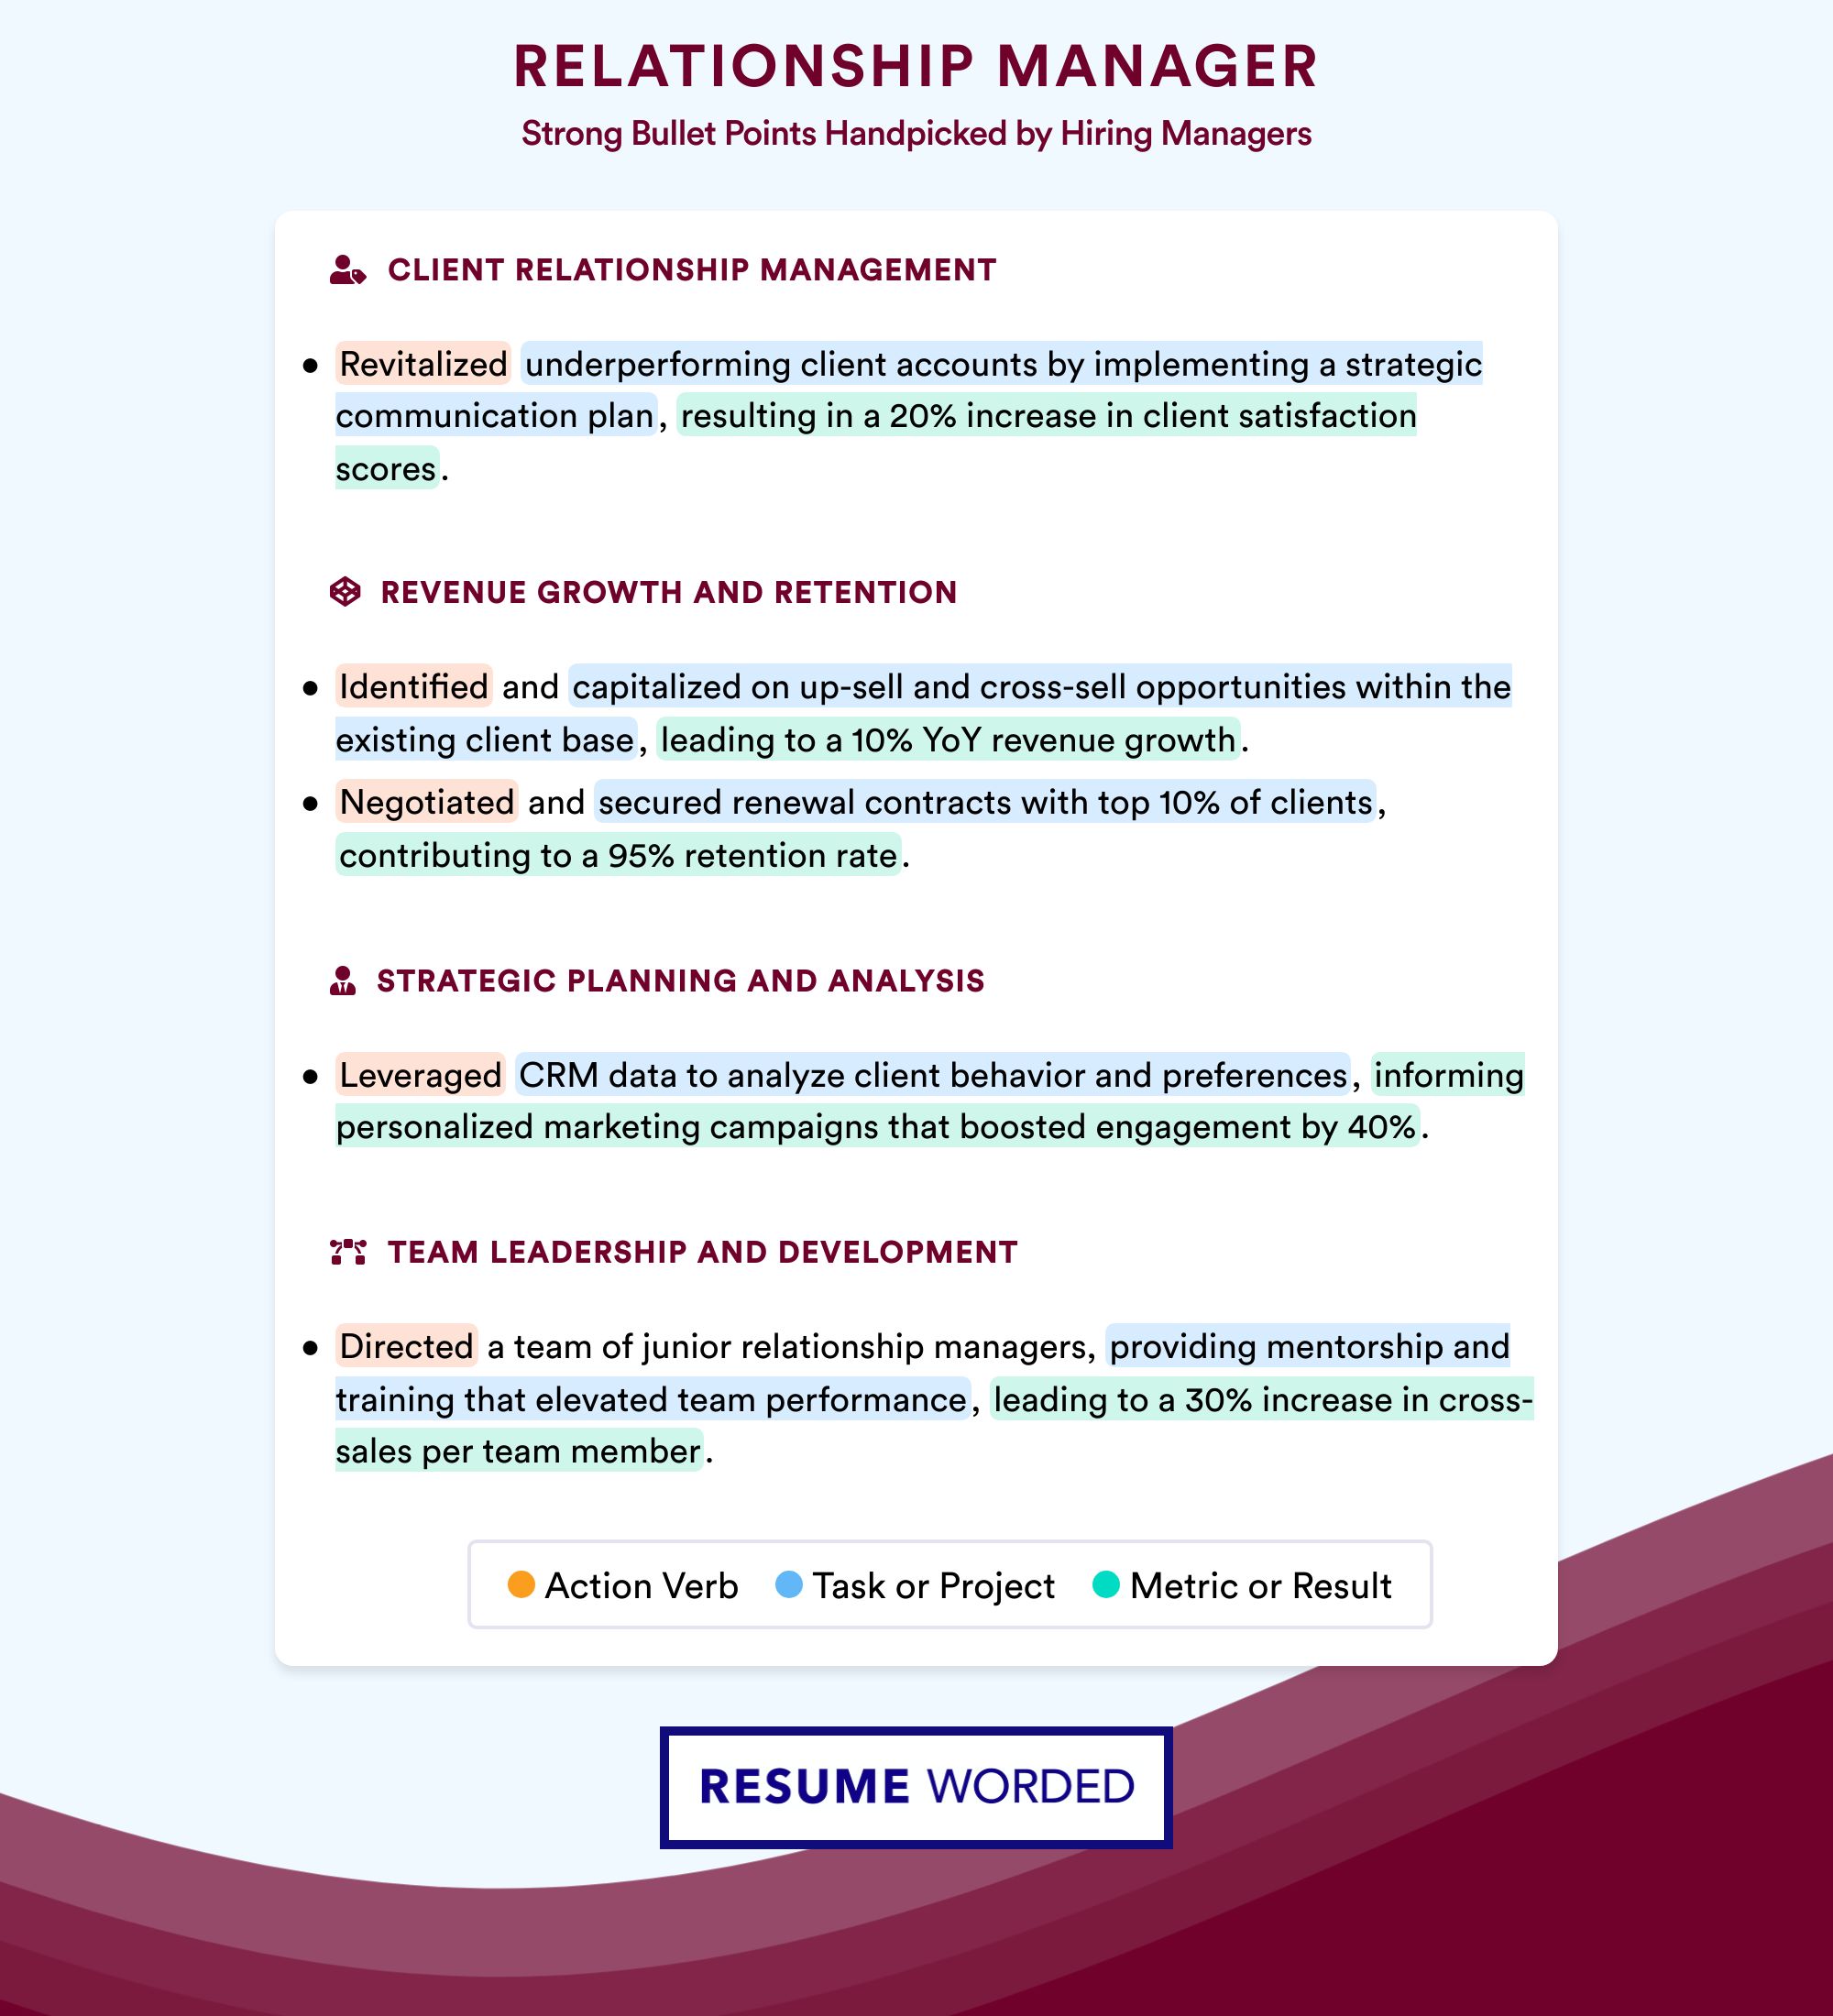 RELATIONSHIP MANAGER
Strong Bullet Points Handpicked by Hiring Managers
CLIENT RELATIONSHIP MANAGEMENT
● Revitalized underperforming client accounts by implementing a strategic
communication plan, resulting in a 20% increase in client satisfaction
scores.
REVENUE GROWTH AND RETENTION
● Identified and capitalized on up-sell and cross-sell opportunities within the
existing client base, leading to a 10% YoY revenue growth.
● Negotiated and secured renewal contracts with top 10% of clients,
contributing to a 95% retention rate.
STRATEGIC PLANNING AND ANALYSIS
● Leveraged CRM data to analyze client behavior and preferences, informing
personalized marketing campaigns that boosted engagement by 40%.
TEAM LEADERSHIP AND DEVELOPMENT
● Directed a team of junior relationship managers, providing mentorship and
training that elevated team performance, leading to a 30% increase in cross-
sales per team member.
Action Verb Task or Project Metric or Result
RESUME WORDED